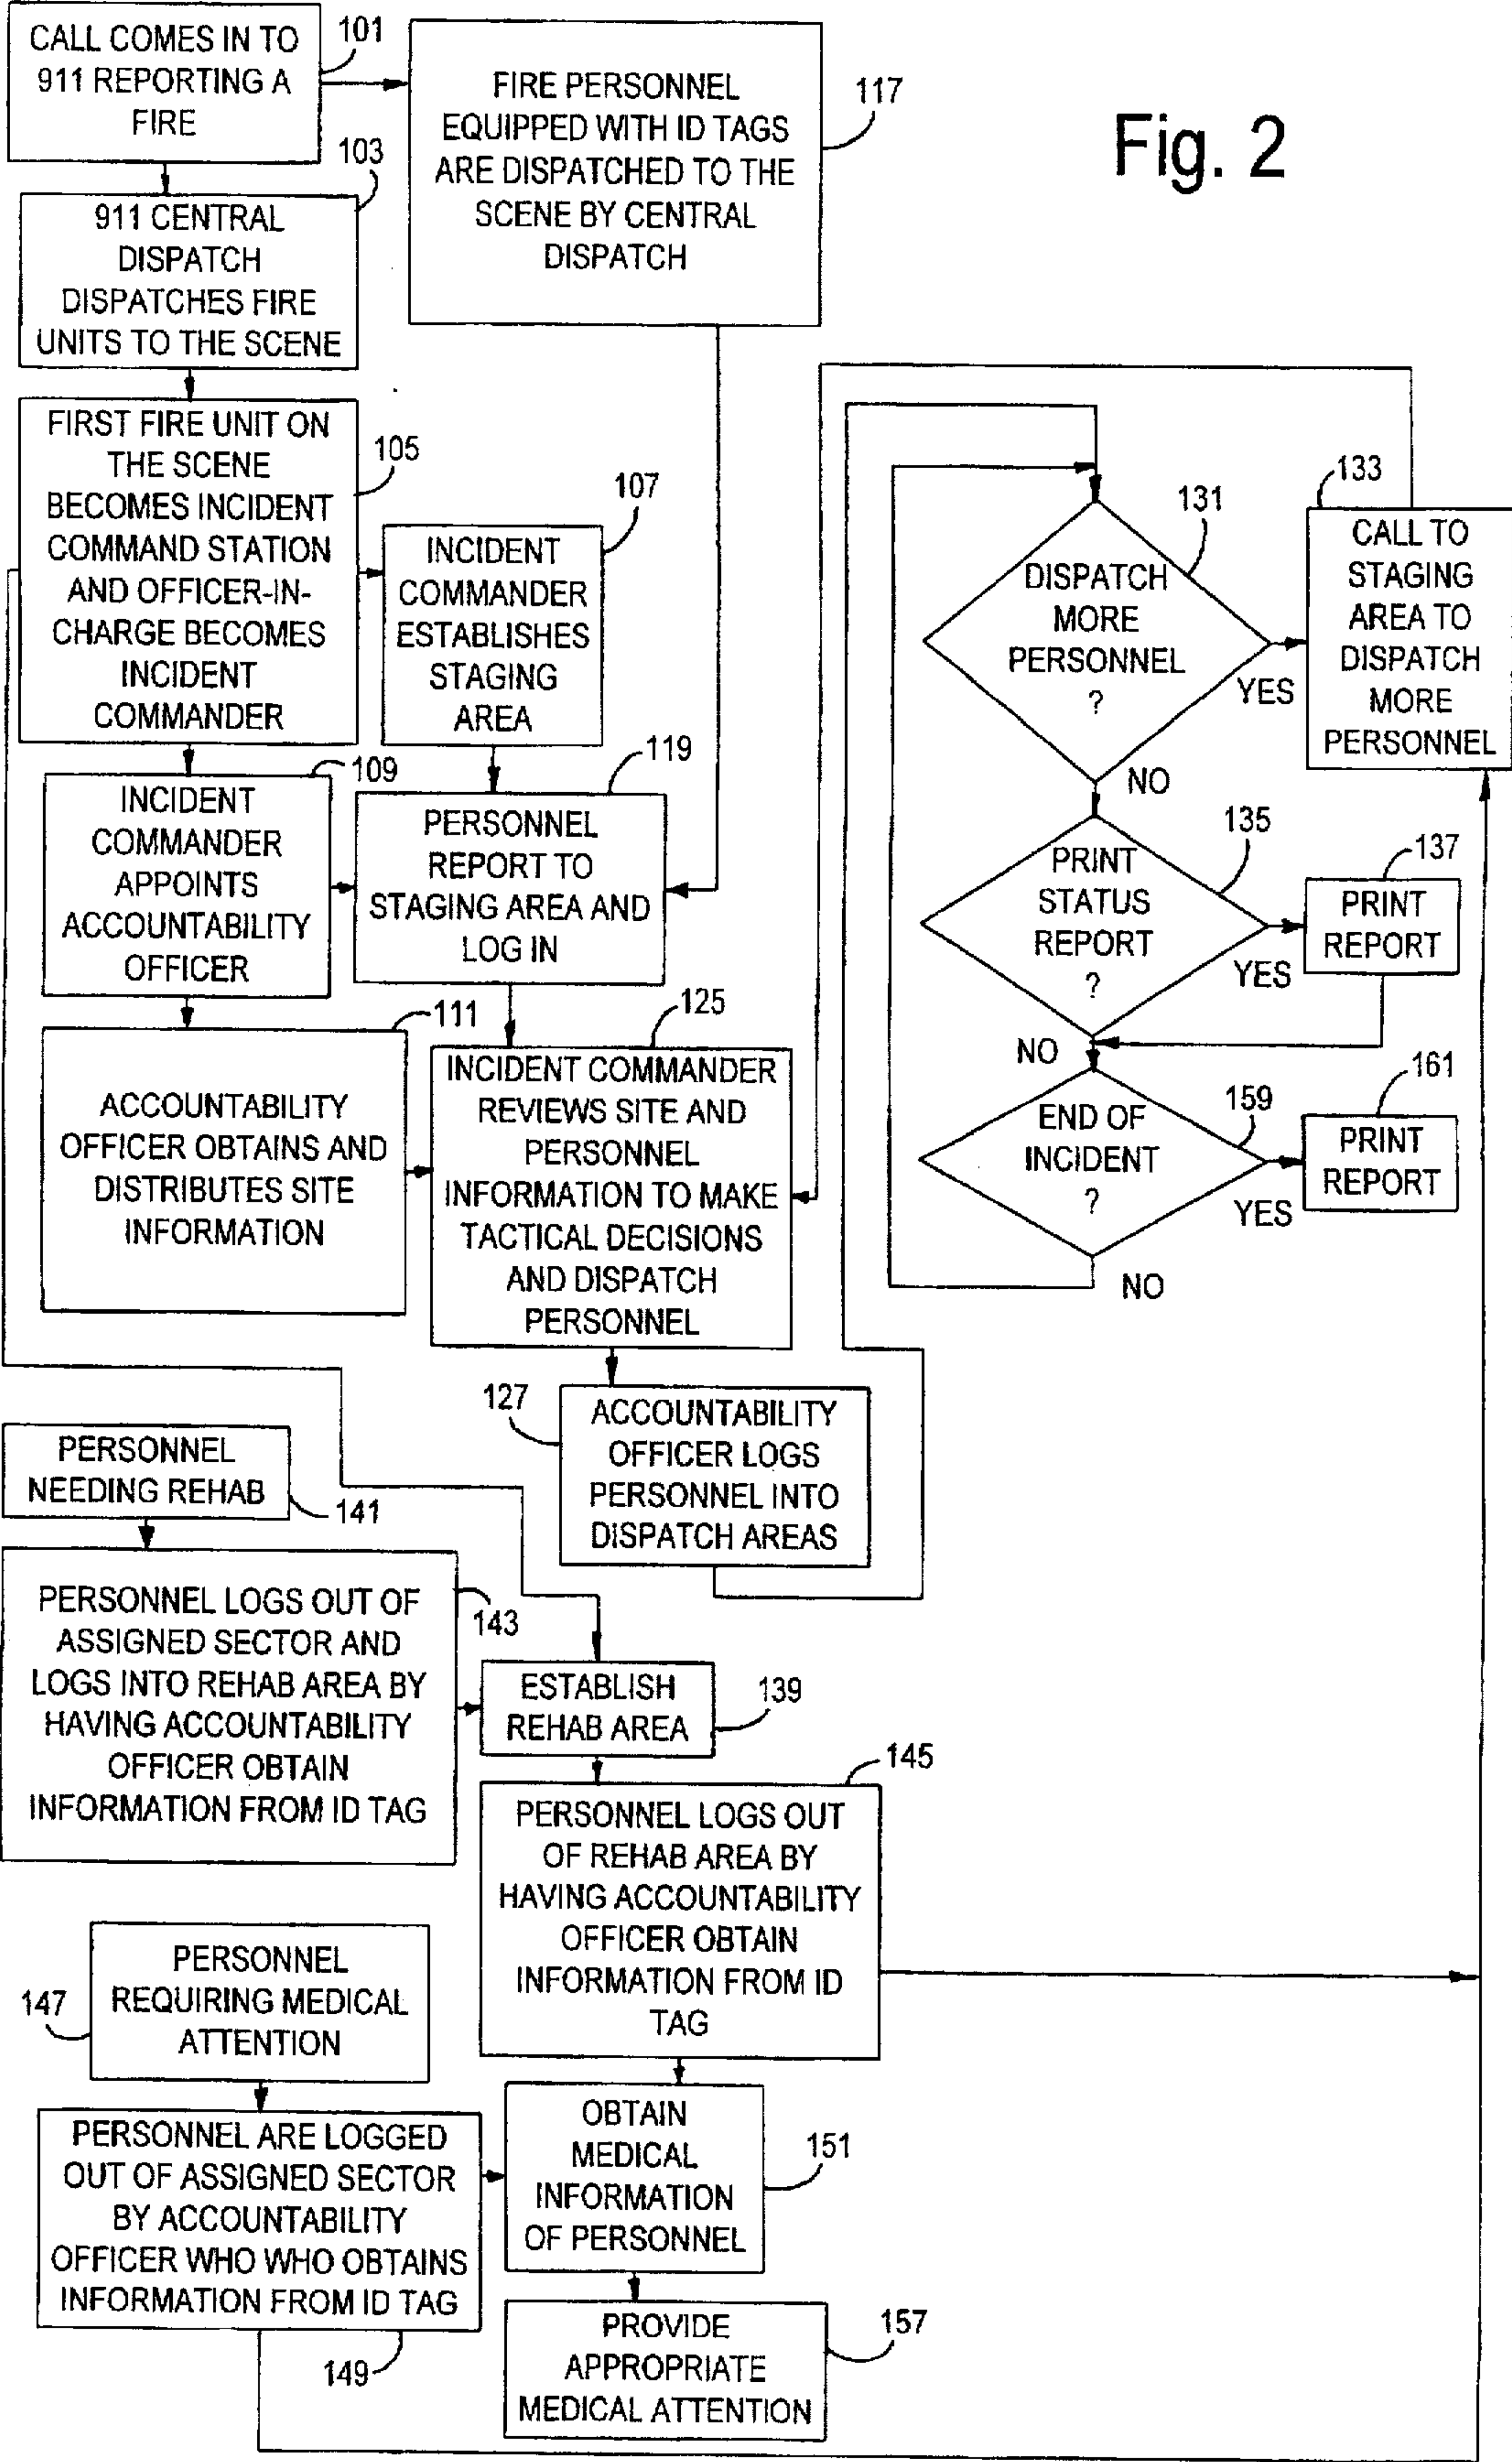 CALL COMES IN TO
911 REPORTING A
FIRE
101
FIRE PERSONNEL
EQUIPPED WITH ID TAGS
ARE DISPATCHED TO THE
SCENE BY CENTRAL
DISPATCH
117
Fig. 2
103
911 CENTRAL
DISPATCH
DISPATCHES FIRE
UNITS TO THE SCENE
FIRST FIRE UNIT ON
THE SCENE
BECOMES INCIDENT
COMMAND STATION
AND OFFICER-IN-
CHARGE BECOMES
INCIDENT
COMMANDER
105
107
INCIDENT
COMMANDER
ESTABLISHES
STAGING
AREA
109
INCIDENT
COMMANDER
APPOINTS
ACCOUNTABILITY
OFFICER
119
PERSONNEL
REPORT TO
STAGING AREA AND
LOG IN
111
ACCOUNTABILITY
OFFICER OBTAINS AND
DISTRIBUTES SITE
INFORMATION
125
INCIDENT COMMANDER
REVIEWS SITE AND
PERSONNEL
INFORMATION TO MAKE
TACTICAL DECISIONS
AND DISPATCH
PERSONNEL
127
ACCOUNTABILITY
OFFICER LOGS
PERSONNEL INTO
DISPATCH AREAS
131
DISPATCH
MORE
PERSONNEL
?
YES
NO
133
CALL TO
STAGING
AREA TO
DISPATCH
MORE
PERSONNEL
135
PRINT
STATUS
REPORT
?
YES
NO
137
PRINT
REPORT
159
END OF
INCIDENT
?
YES
NO
161
PRINT
REPORT
PERSONNEL
NEEDING REHAB
141
PERSONNEL LOGS OUT OF
ASSIGNED SECTOR AND
LOGS INTO REHAB AREA BY
HAVING ACCOUNTABILITY
OFFICER OBTAIN
INFORMATION FROM ID TAG
143
ESTABLISH
REHAB AREA
139
145
PERSONNEL LOGS OUT
OF REHAB AREA BY
HAVING ACCOUNTABILITY
OFFICER OBTAIN
INFORMATION FROM ID
TAG
147
PERSONNEL
REQUIRING MEDICAL
ATTENTION
PERSONNEL ARE LOGGED
OUT OF ASSIGNED SECTOR
BY ACCOUNTABILITY
OFFICER WHO WHO OBTAINS
INFORMATION FROM ID TAG
149
OBTAIN
MEDICAL
INFORMATION
OF PERSONNEL
151
PROVIDE
APPROPRIATE
MEDICAL ATTENTION
157